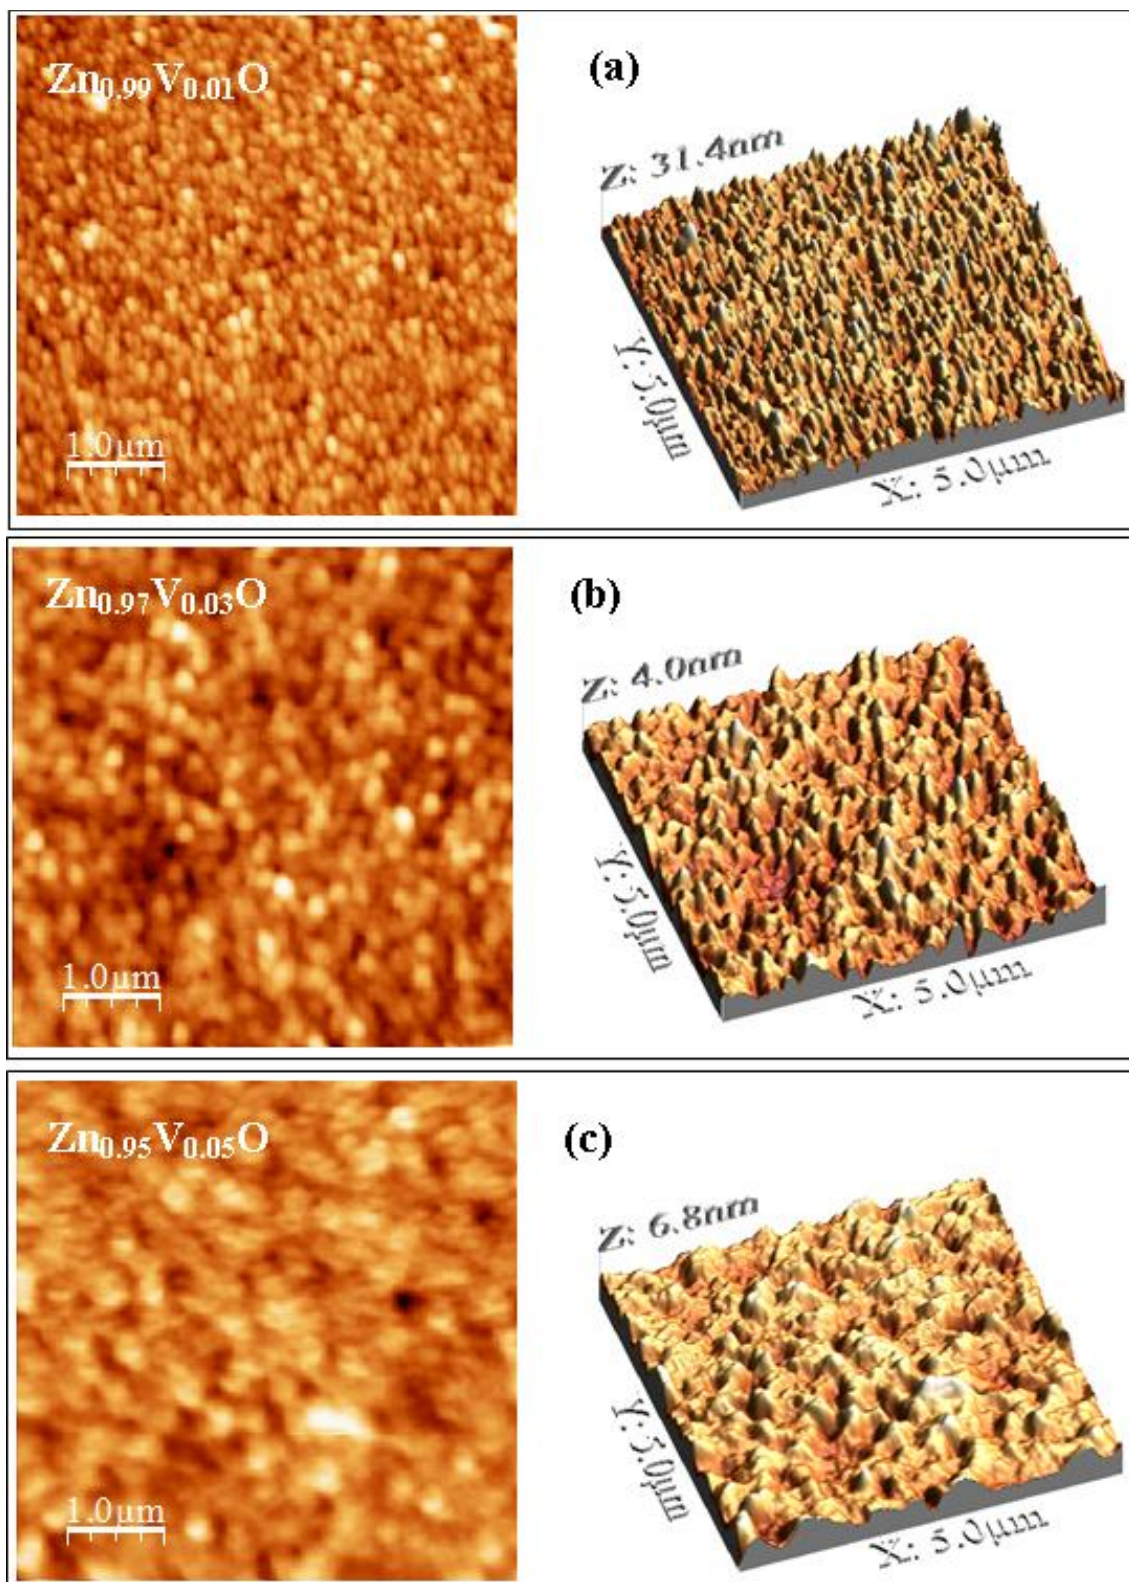 Zn₀.₉₉V₀.₀₁O
(a)
Z: 31.4nm
Y: 5.0µm
X: 5.0µm
1.0µm
Zn₀.₉₇V₀.₀₃O
(b)
Z: 4.0nm
Y: 5.0µm
X: 5.0µm
1.0µm
Zn₀.₉₅V₀.₀₅O
(c)
Z: 6.8nm
Y: 5.0µm
X: 5.0µm
1.0µm